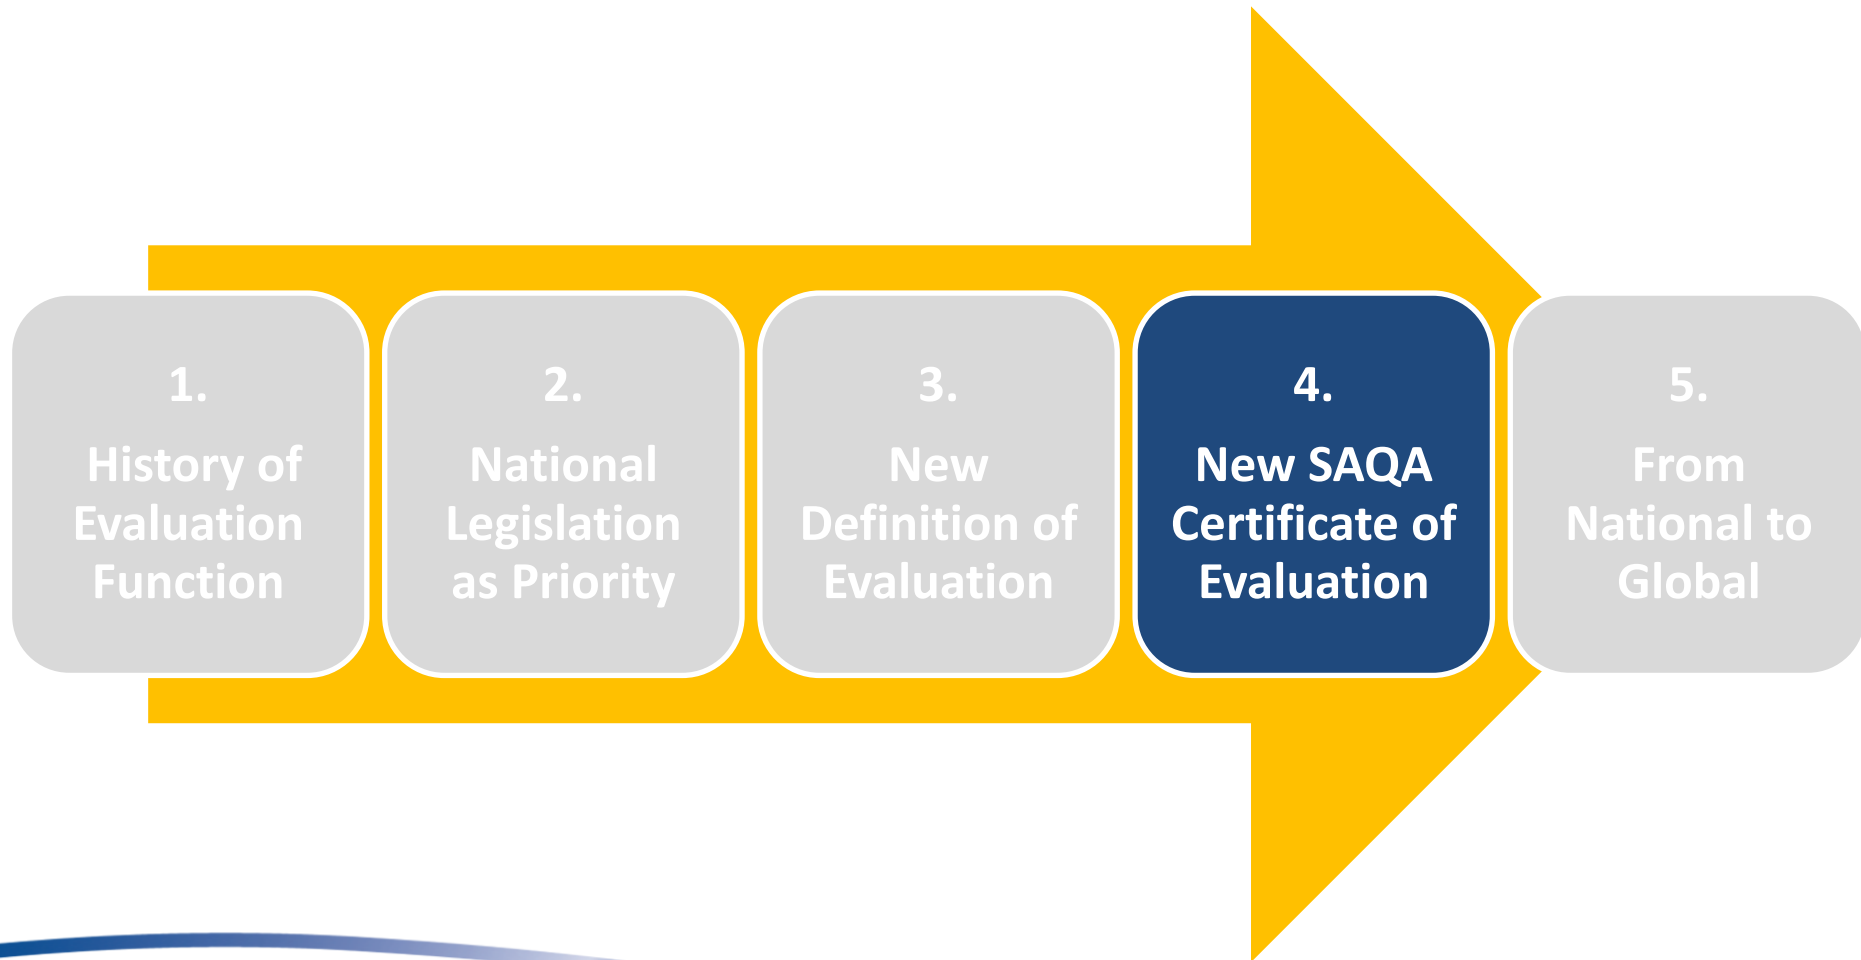 1.
History of
Evaluation
Function
2.
National
Legislation
as Priority
3.
New
Definition of
Evaluation
4.
New SAQA
Certificate of
Evaluation
5.
From
National to
Global